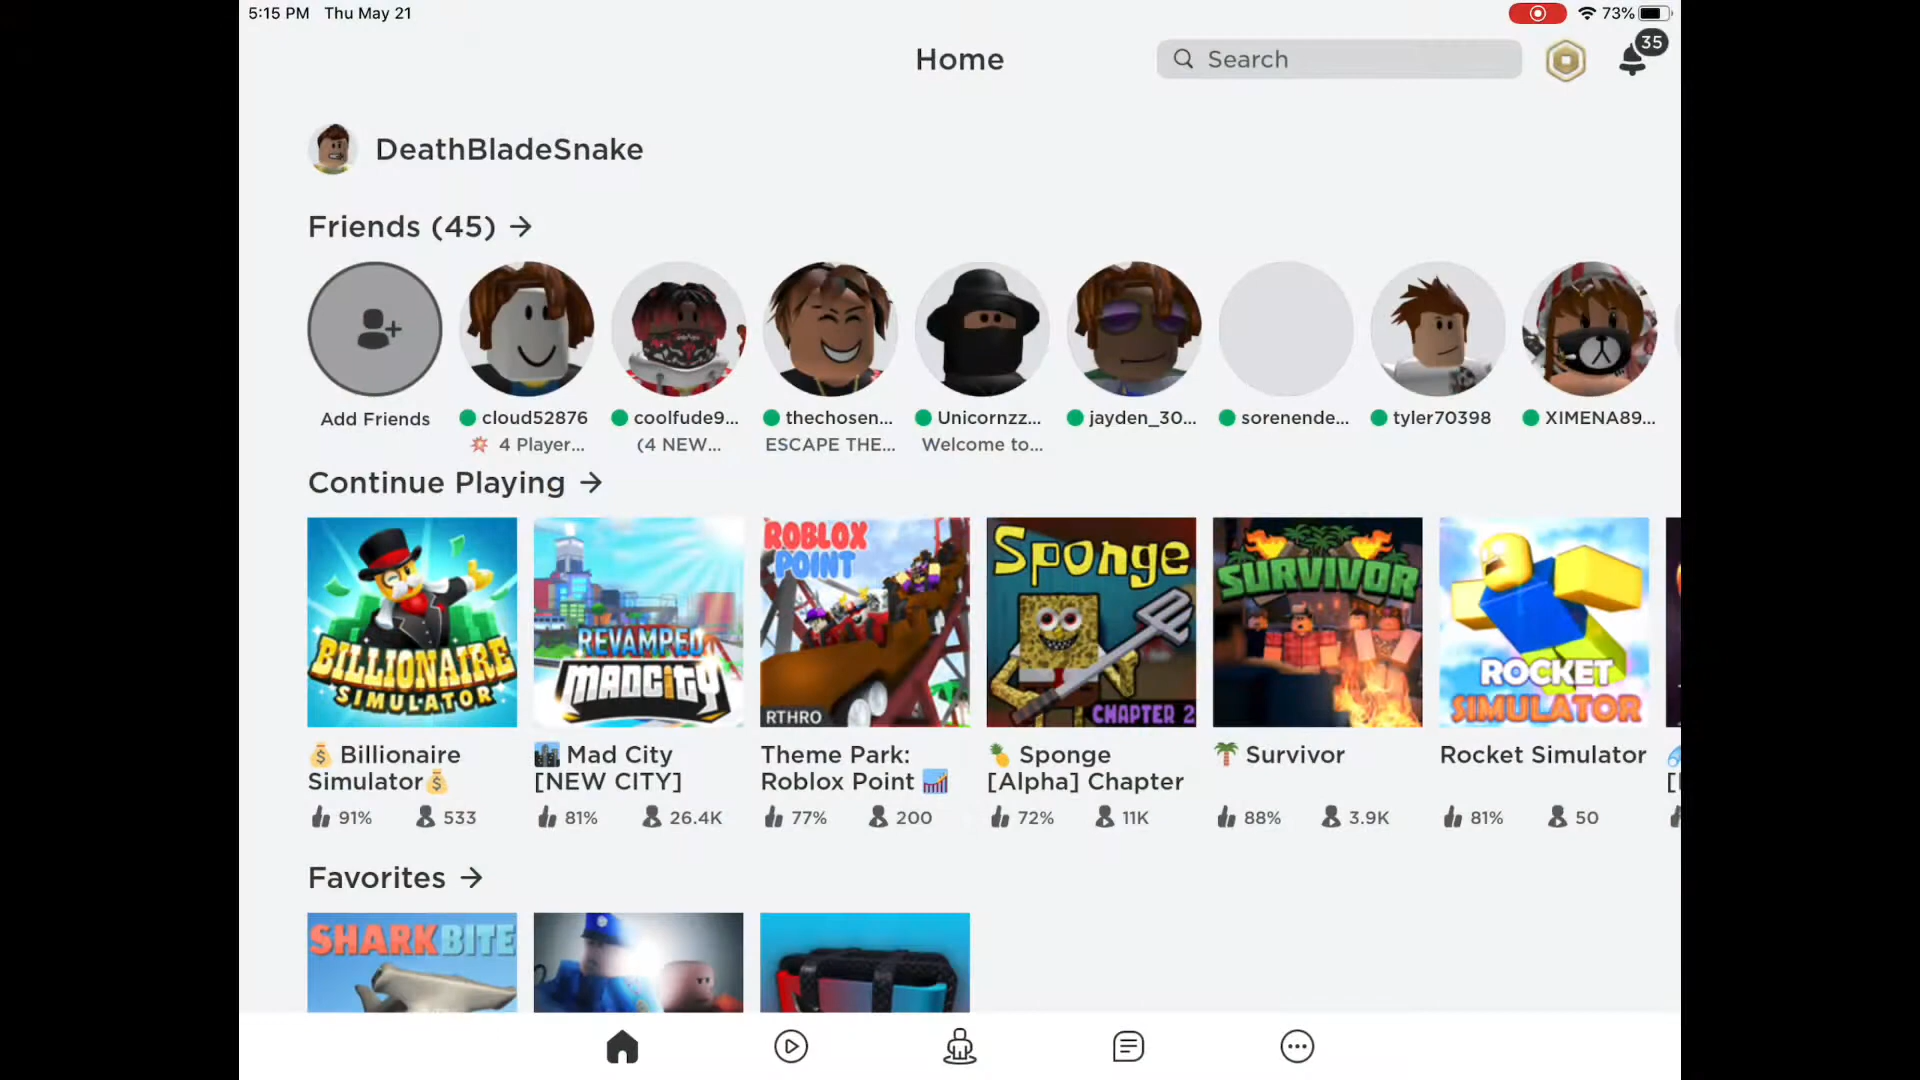 5:15 PM Thu May 21
73%
Home
Search
35
DeathBladeSnake
Friends (45) →
Add Friends
cloud52876
coolfude9...
thechosen...
Unicornzz...
jayden_30...
sorenende...
tyler70398
XIMENA89...
💥 4 Player...
(4 NEW...
ESCAPE THE...
Welcome to...
Continue Playing →
BILLIONAIRE
SIMULATOR
REVAMPED
MADCITY
ROBLOX
POINT
RTHRO
Sponge
CHAPTER 2
SURVIVOR
ROCKET
SIMULATOR
💰 Billionaire
Simulator💰
🏙️ Mad City
[NEW CITY]
Theme Park:
Roblox Point 📈
🍍 Sponge
[Alpha] Chapter
🌴 Survivor
Rocket Simulator
[
91% 533
81% 26.4K
77% 200
72% 11K
88% 3.9K
81% 50
Favorites →
SHARKBITE